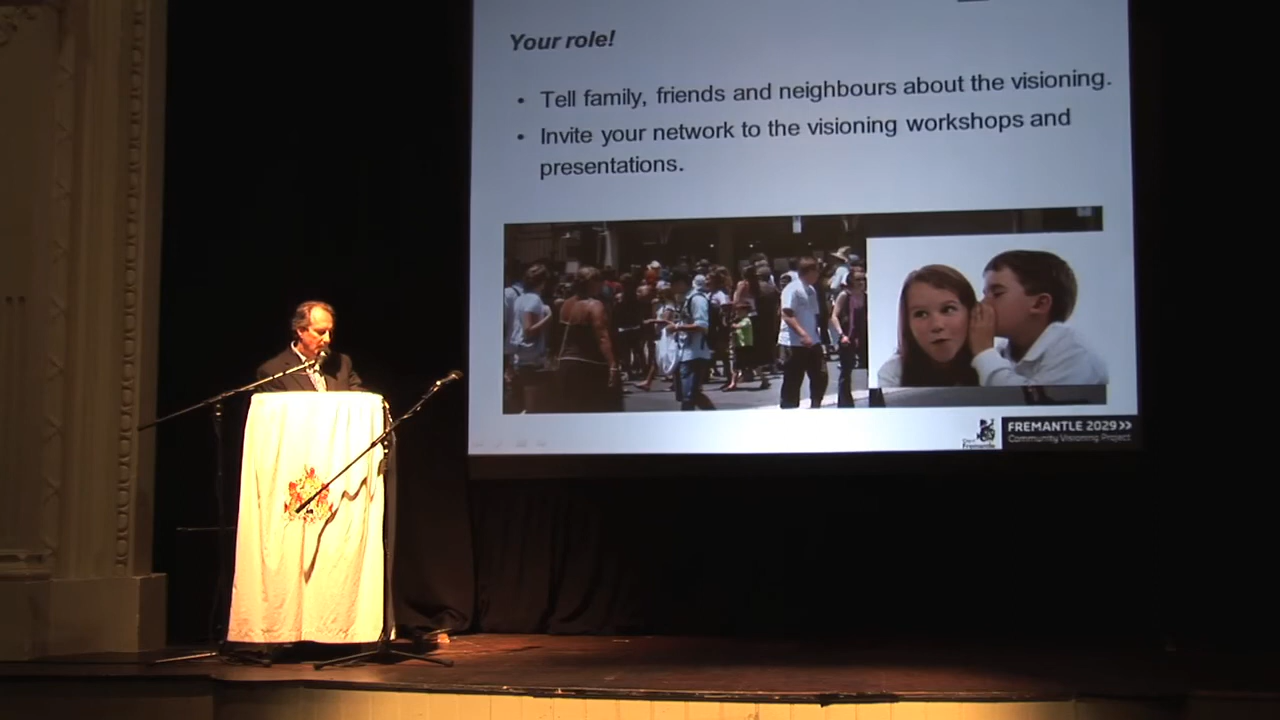 Your role!
• Tell family, friends and neighbours about the visioning.
• Invite your network to the visioning workshops and
presentations.
Fremantle
FREMANTLE 2029>>
Community Visioning Project